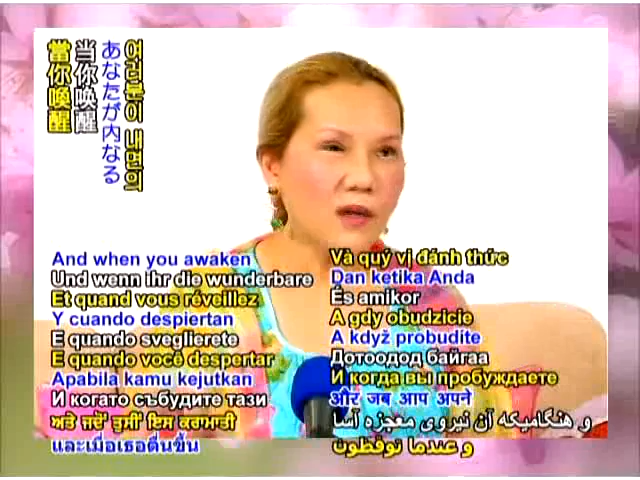 當你喚醒
当你唤醒
あなたが内なる
여러분이 내면의
And when you awaken
Und wenn ihr die wunderbare
Et quand vous réveillez
Y cuando despiertan
E quando sveglierete
E quando você despertar
Apabila kamu kejutkan
И когато събудите тази
ਅਤੇ ਜਦੋਂ ਤੁਸੀਂ ਇਸ ਕਰਾਮਾਤੀ
และเมื่อเธอตื่นขึ้น
Và quý vị đánh thức
Dan ketika Anda
És amikor
A gdy obudzicie
A když probudíte
Дотоодод байгаа
И когда вы пробуждаете
और जब आप अपने
و هنگامیکه آن نیروی معجزه آسا
و عندما توقظون